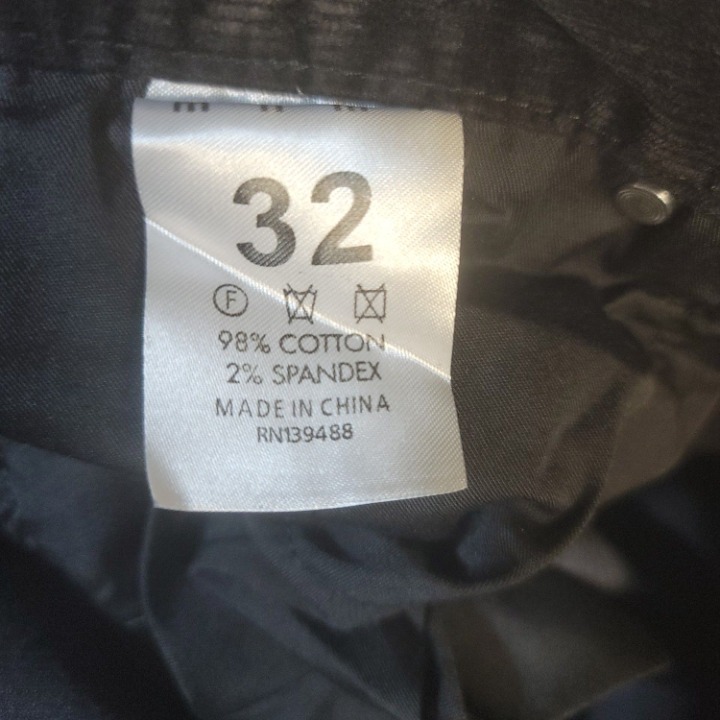 32
F
98% COTTON
2% SPANDEX
MADE IN CHINA
RN139488